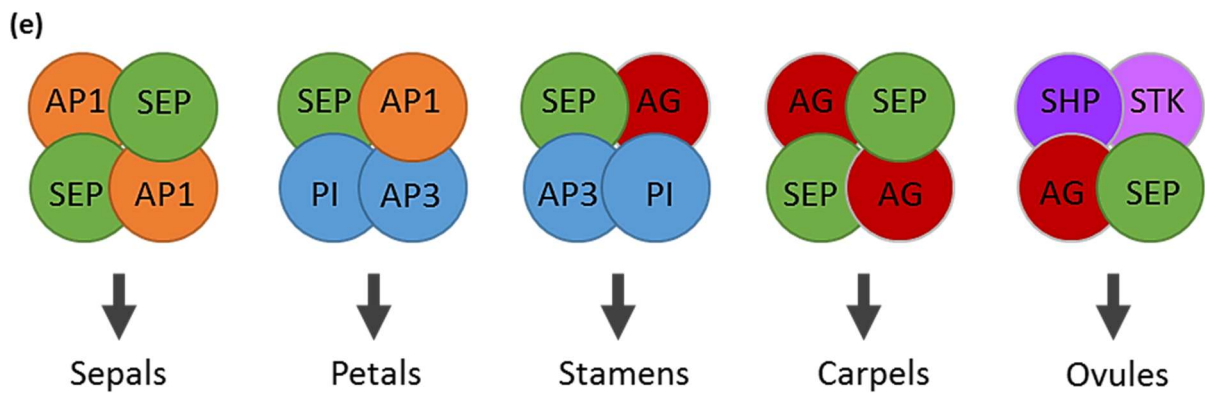 (e)
AP1 SEP SEP AP1 SEP AG AG SEP SHP STK
SEP AP1 PI AP3 AP3 PI SEP AG AG SEP
Sepals Petals Stamens Carpels Ovules